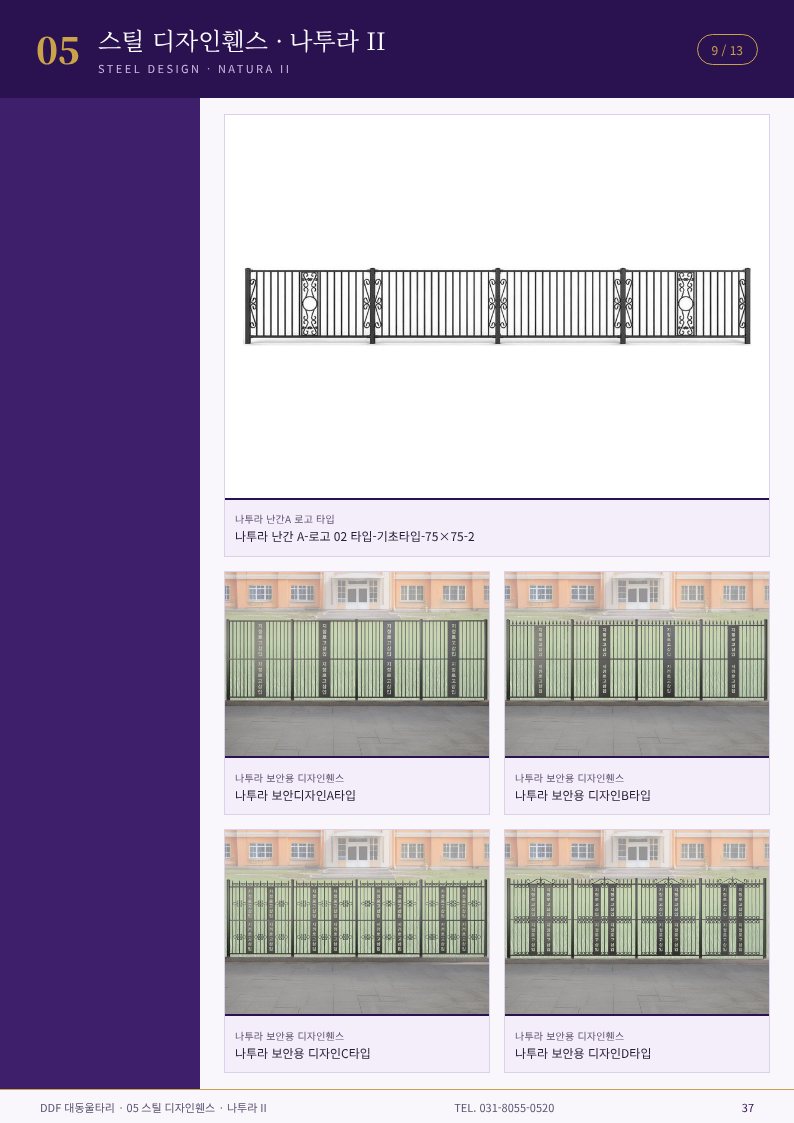 05
스틸 디자인휀스 · 나투라 II
STEEL DESIGN · NATURA II
9 / 13
나투라 난간A 로고 타입
나투라 난간 A-로고 02 타입-기초타입-75×75-2
나투라 보안용 디자인휀스
나투라 보안디자인A타입
나투라 보안용 디자인휀스
나투라 보안용 디자인B타입
나투라 보안용 디자인휀스
나투라 보안용 디자인C타입
나투라 보안용 디자인휀스
나투라 보안용 디자인D타입
DDF 대동울타리 · 05 스틸 디자인휀스 · 나투라 II
TEL. 031-8055-0520
37